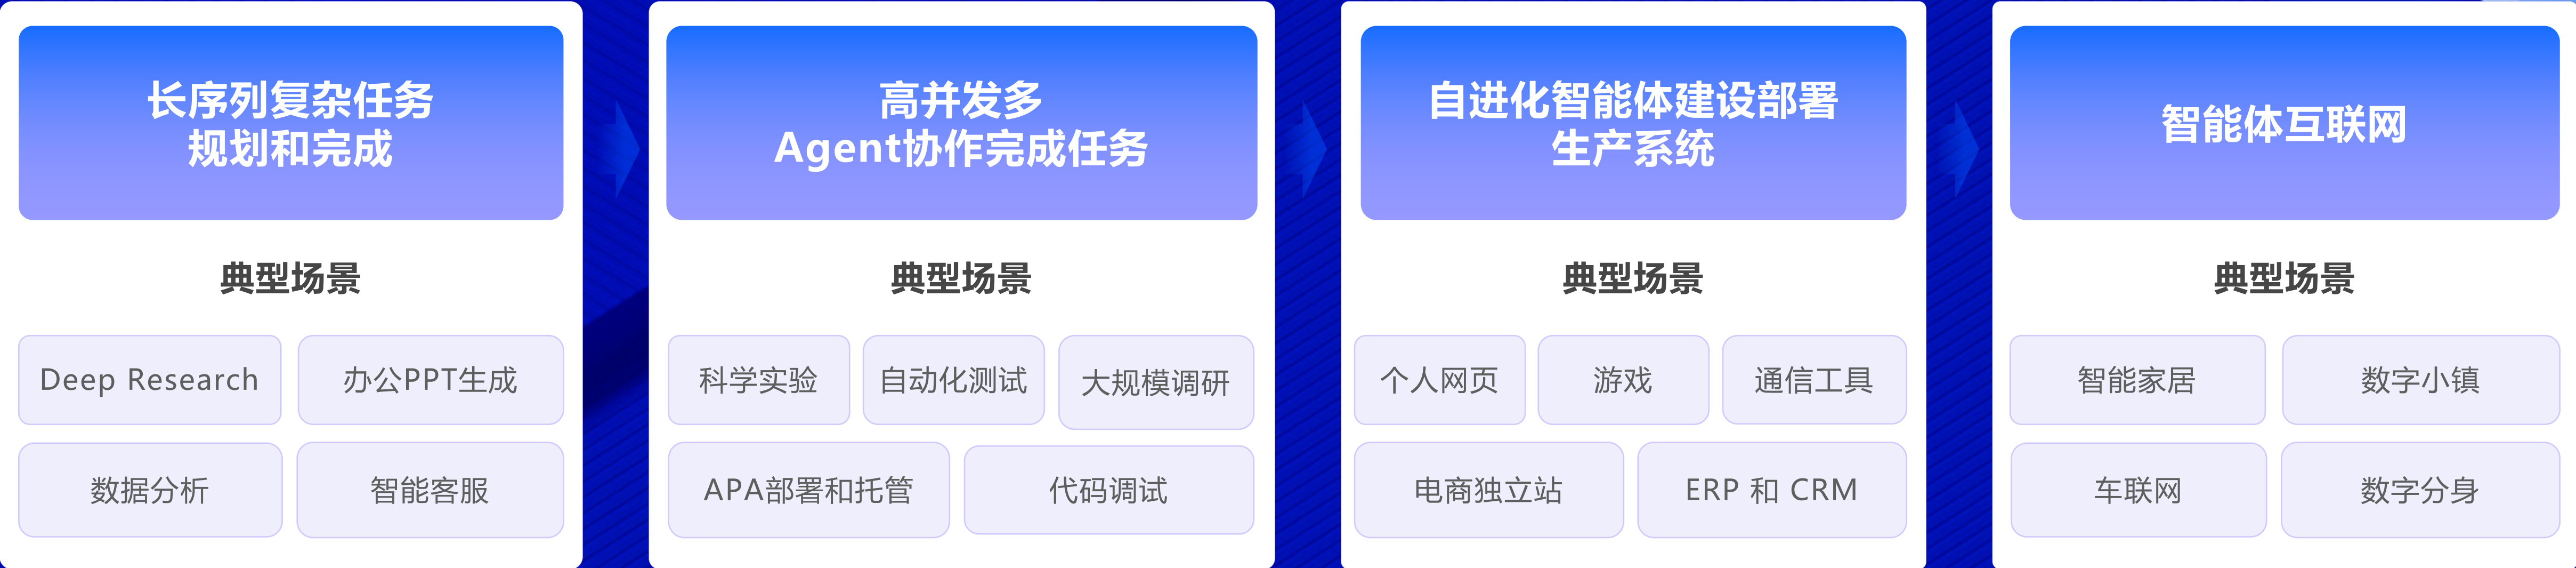 长序列复杂任务
规划和完成
典型场景
Deep Research
办公PPT生成
数据分析
智能客服
高并发多
Agent协作完成任务
典型场景
科学实验
自动化测试
大规模调研
APA部署和托管
代码调试
自进化智能体建设部署
生产系统
典型场景
个人网页
游戏
通信工具
电商独立站
ERP 和 CRM
智能体互联网
典型场景
智能家居
数字小镇
车联网
数字分身